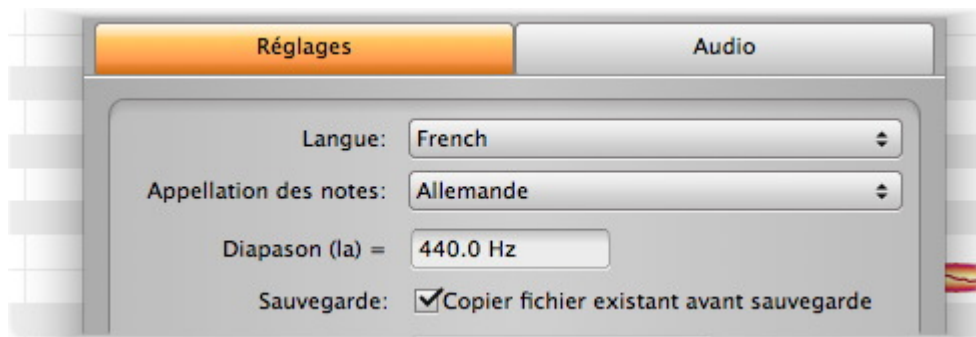 Réglages Audio
Langue: French
Appellation des notes: Allemande
Diapason (la) = 440.0 Hz
Sauvegarde: Copier fichier existant avant sauvegarde